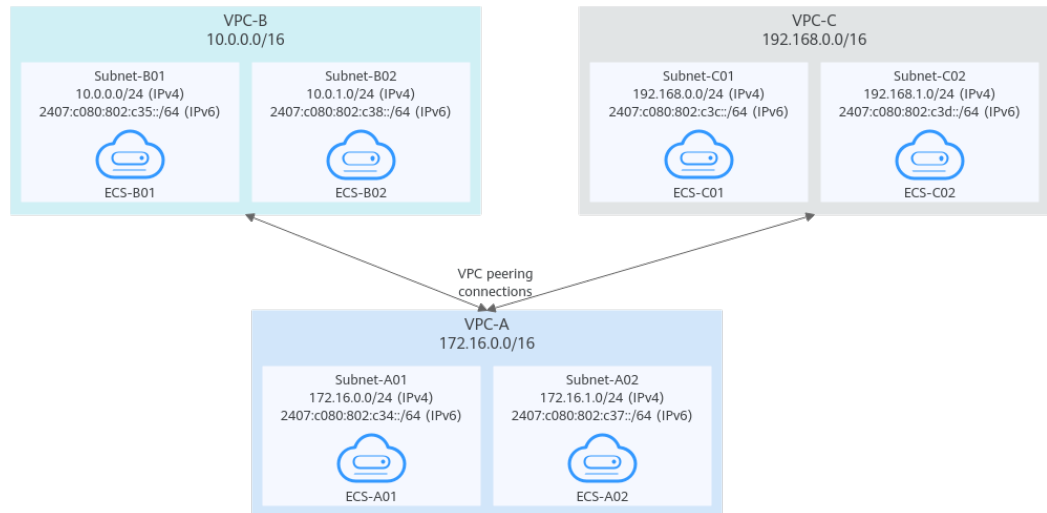 VPC-B
10.0.0.0/16
Subnet-B01
10.0.0.0/24 (IPv4)
2407:c080:802:c35::/64 (IPv6)
ECS-B01
Subnet-B02
10.0.1.0/24 (IPv4)
2407:c080:802:c38::/64 (IPv6)
ECS-B02
VPC-C
192.168.0.0/16
Subnet-C01
192.168.0.0/24 (IPv4)
2407:c080:802:c3c::/64 (IPv6)
ECS-C01
Subnet-C02
192.168.1.0/24 (IPv4)
2407:c080:802:c3d::/64 (IPv6)
ECS-C02
VPC peering
connections
VPC-A
172.16.0.0/16
Subnet-A01
172.16.0.0/24 (IPv4)
2407:c080:802:c34::/64 (IPv6)
ECS-A01
Subnet-A02
172.16.1.0/24 (IPv4)
2407:c080:802:c37::/64 (IPv6)
ECS-A02